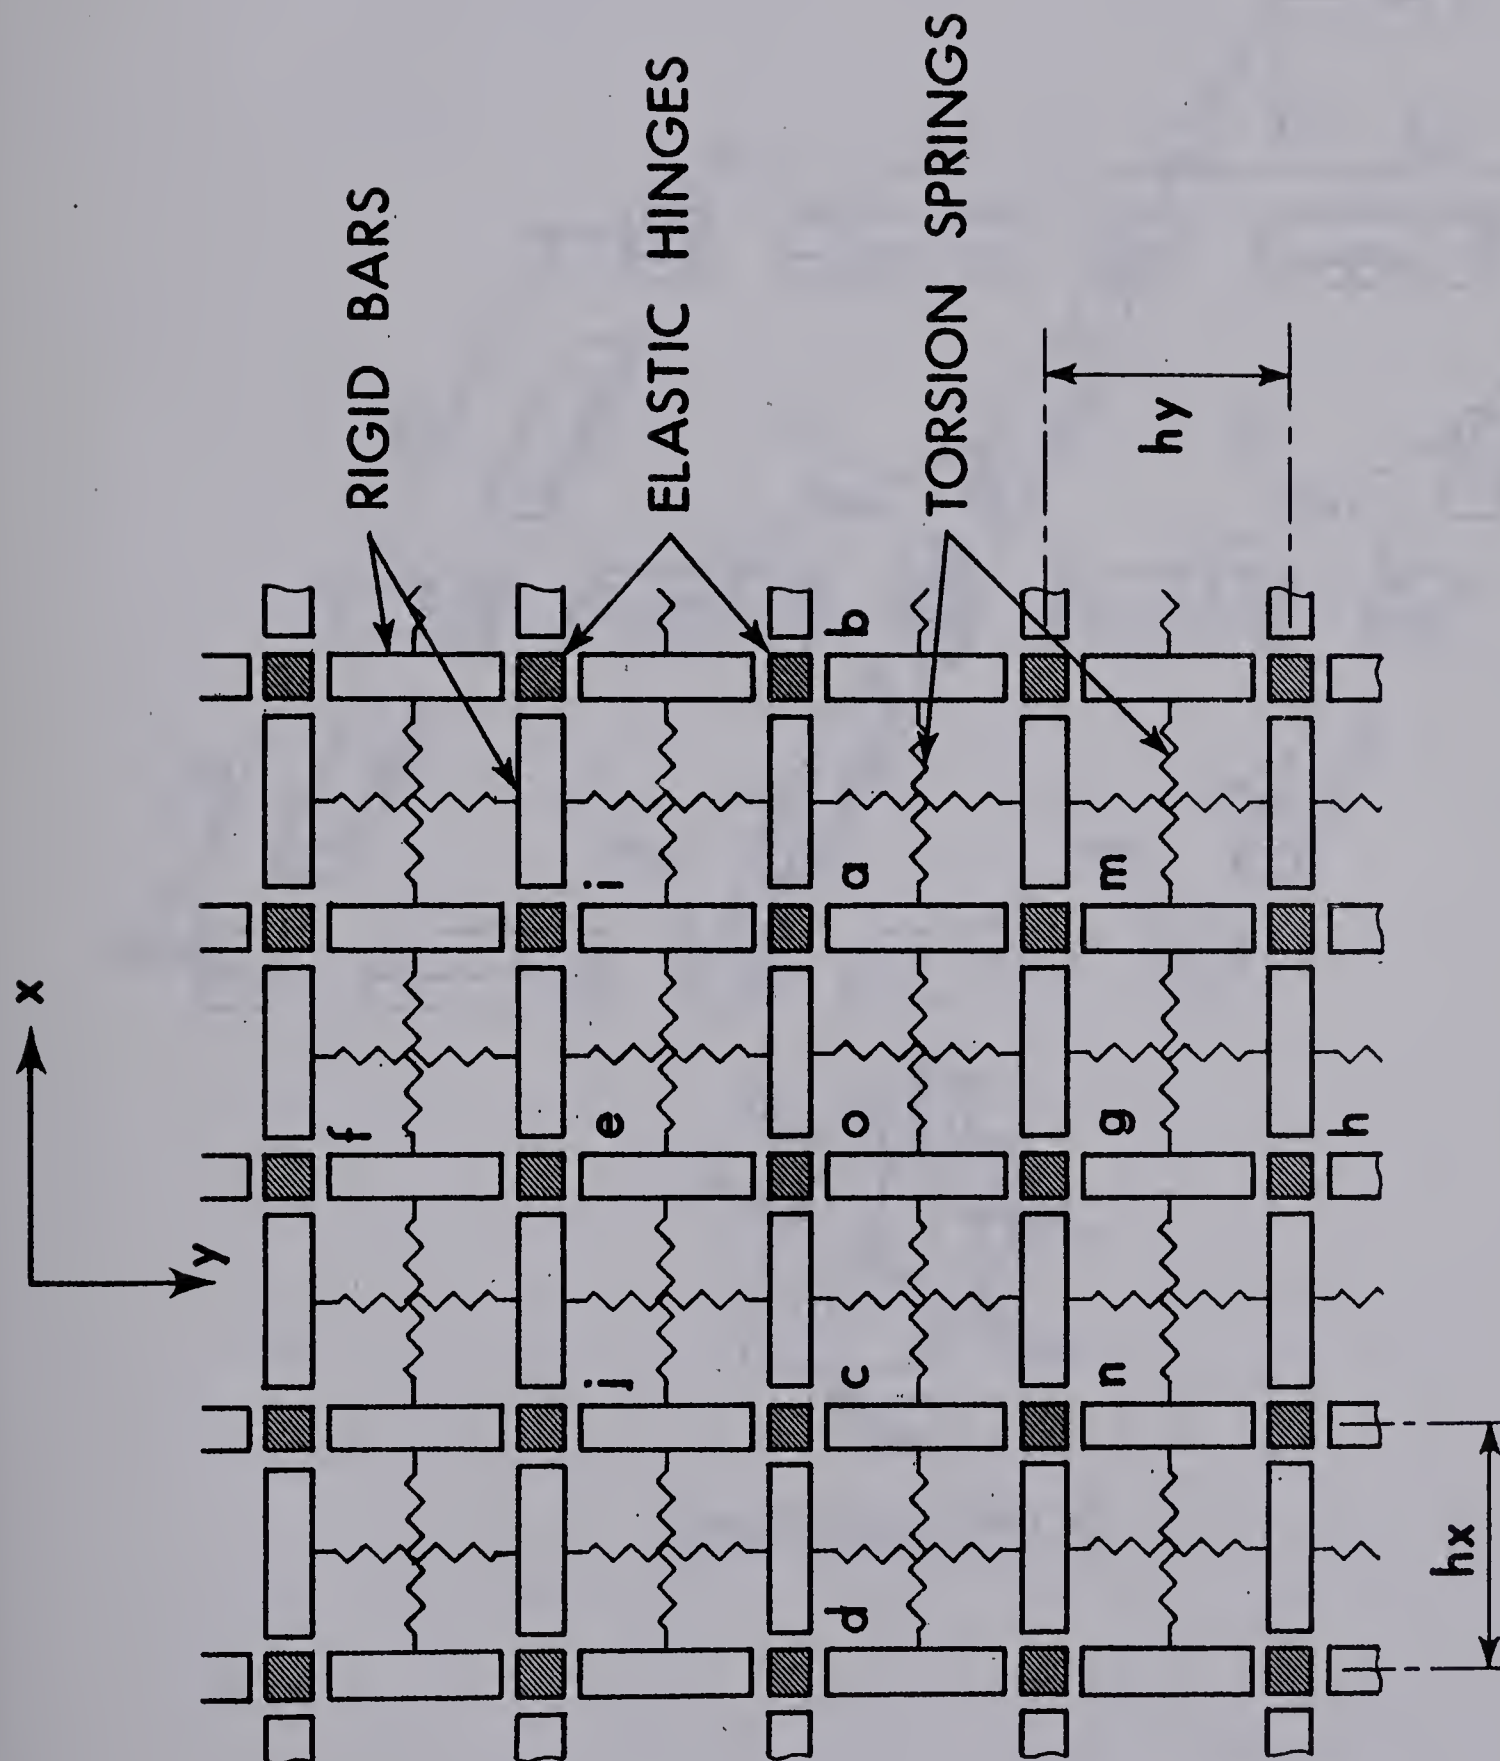 x
y
f
RIGID BARS
j e i
ELASTIC HINGES
d c o a b
TORSION SPRINGS
n g m
hy
h
hx